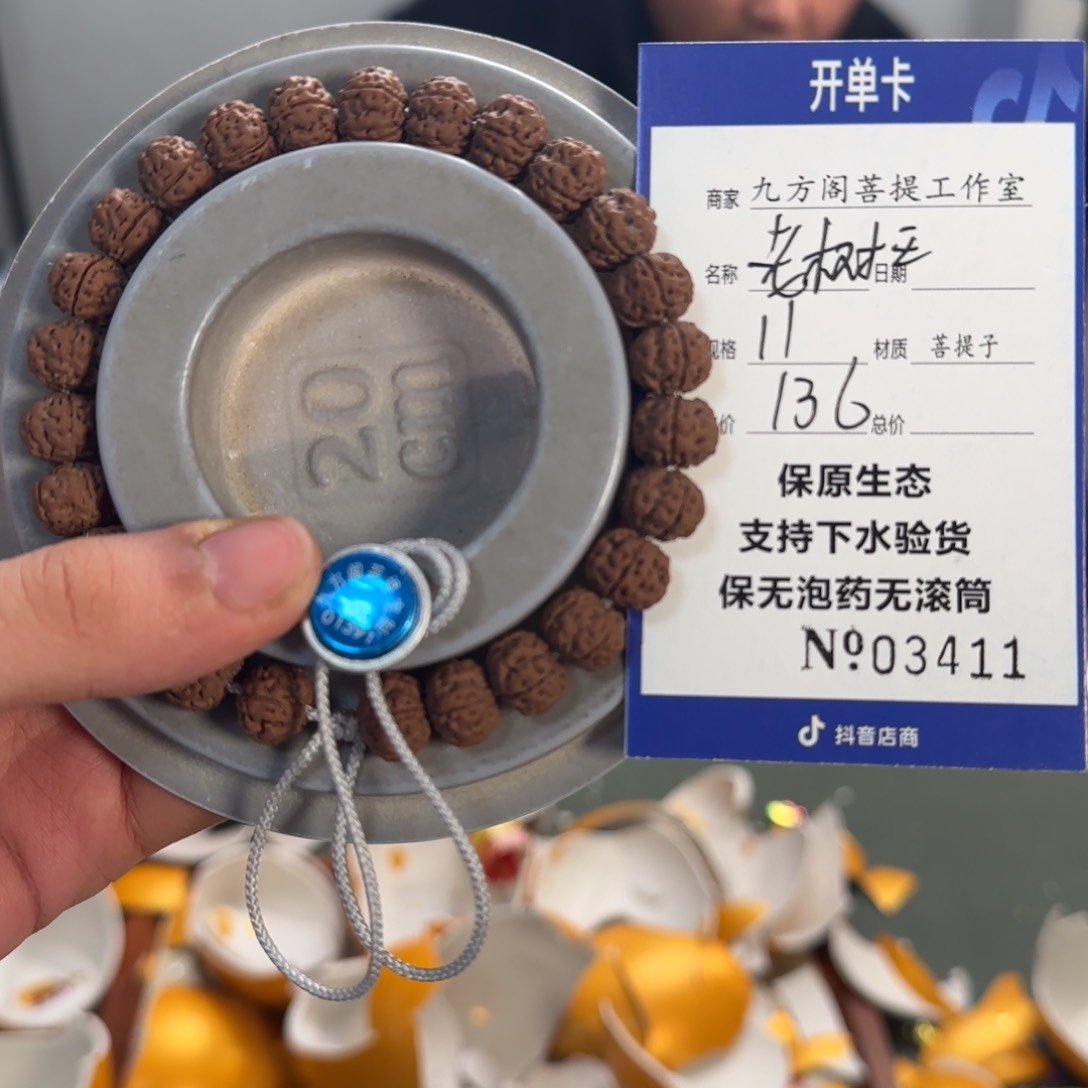 20
cm
开单卡
商家 九方阁菩提工作室
名称 老树桩 日期
规格 11 材质 菩提子
价 136 总价
保原生态
支持下水验货
保无泡药无滚筒
№03411
抖音店商